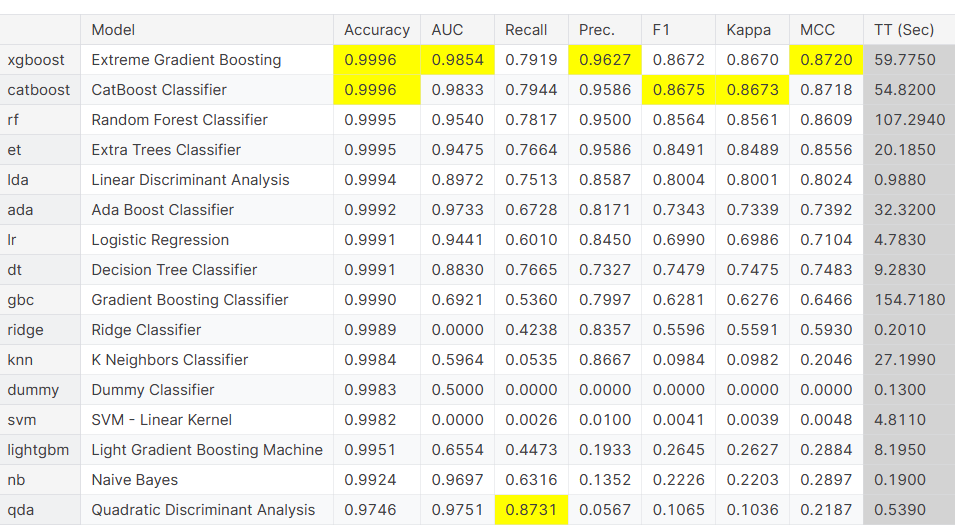 Model Accuracy AUC Recall Prec. F1 Kappa MCC TT (Sec)
xgboost Extreme Gradient Boosting 0.9996 0.9854 0.7919 0.9627 0.8672 0.8670 0.8720 59.7750
catboost CatBoost Classifier 0.9996 0.9833 0.7944 0.9586 0.8675 0.8673 0.8718 54.8200
rf Random Forest Classifier 0.9995 0.9540 0.7817 0.9500 0.8564 0.8561 0.8609 107.2940
et Extra Trees Classifier 0.9995 0.9475 0.7664 0.9586 0.8491 0.8489 0.8556 20.1850
lda Linear Discriminant Analysis 0.9994 0.8972 0.7513 0.8587 0.8004 0.8001 0.8024 0.9880
ada Ada Boost Classifier 0.9992 0.9733 0.6728 0.8171 0.7343 0.7339 0.7392 32.3200
lr Logistic Regression 0.9991 0.9441 0.6010 0.8450 0.6990 0.6986 0.7104 4.7830
dt Decision Tree Classifier 0.9991 0.8830 0.7665 0.7327 0.7479 0.7475 0.7483 9.2830
gbc Gradient Boosting Classifier 0.9990 0.6921 0.5360 0.7997 0.6281 0.6276 0.6466 154.7180
ridge Ridge Classifier 0.9989 0.0000 0.4238 0.8357 0.5596 0.5591 0.5930 0.2010
knn K Neighbors Classifier 0.9984 0.5964 0.0535 0.8667 0.0984 0.0982 0.2046 27.1990
dummy Dummy Classifier 0.9983 0.5000 0.0000 0.0000 0.0000 0.0000 0.0000 0.1300
svm SVM - Linear Kernel 0.9982 0.0000 0.0026 0.0100 0.0041 0.0039 0.0048 4.8110
lightgbm Light Gradient Boosting Machine 0.9951 0.6554 0.4473 0.1933 0.2645 0.2627 0.2884 8.1950
nb Naive Bayes 0.9924 0.9697 0.6316 0.1352 0.2226 0.2203 0.2897 0.1900
qda Quadratic Discriminant Analysis 0.9746 0.9751 0.8731 0.0567 0.1065 0.1036 0.2187 0.5390